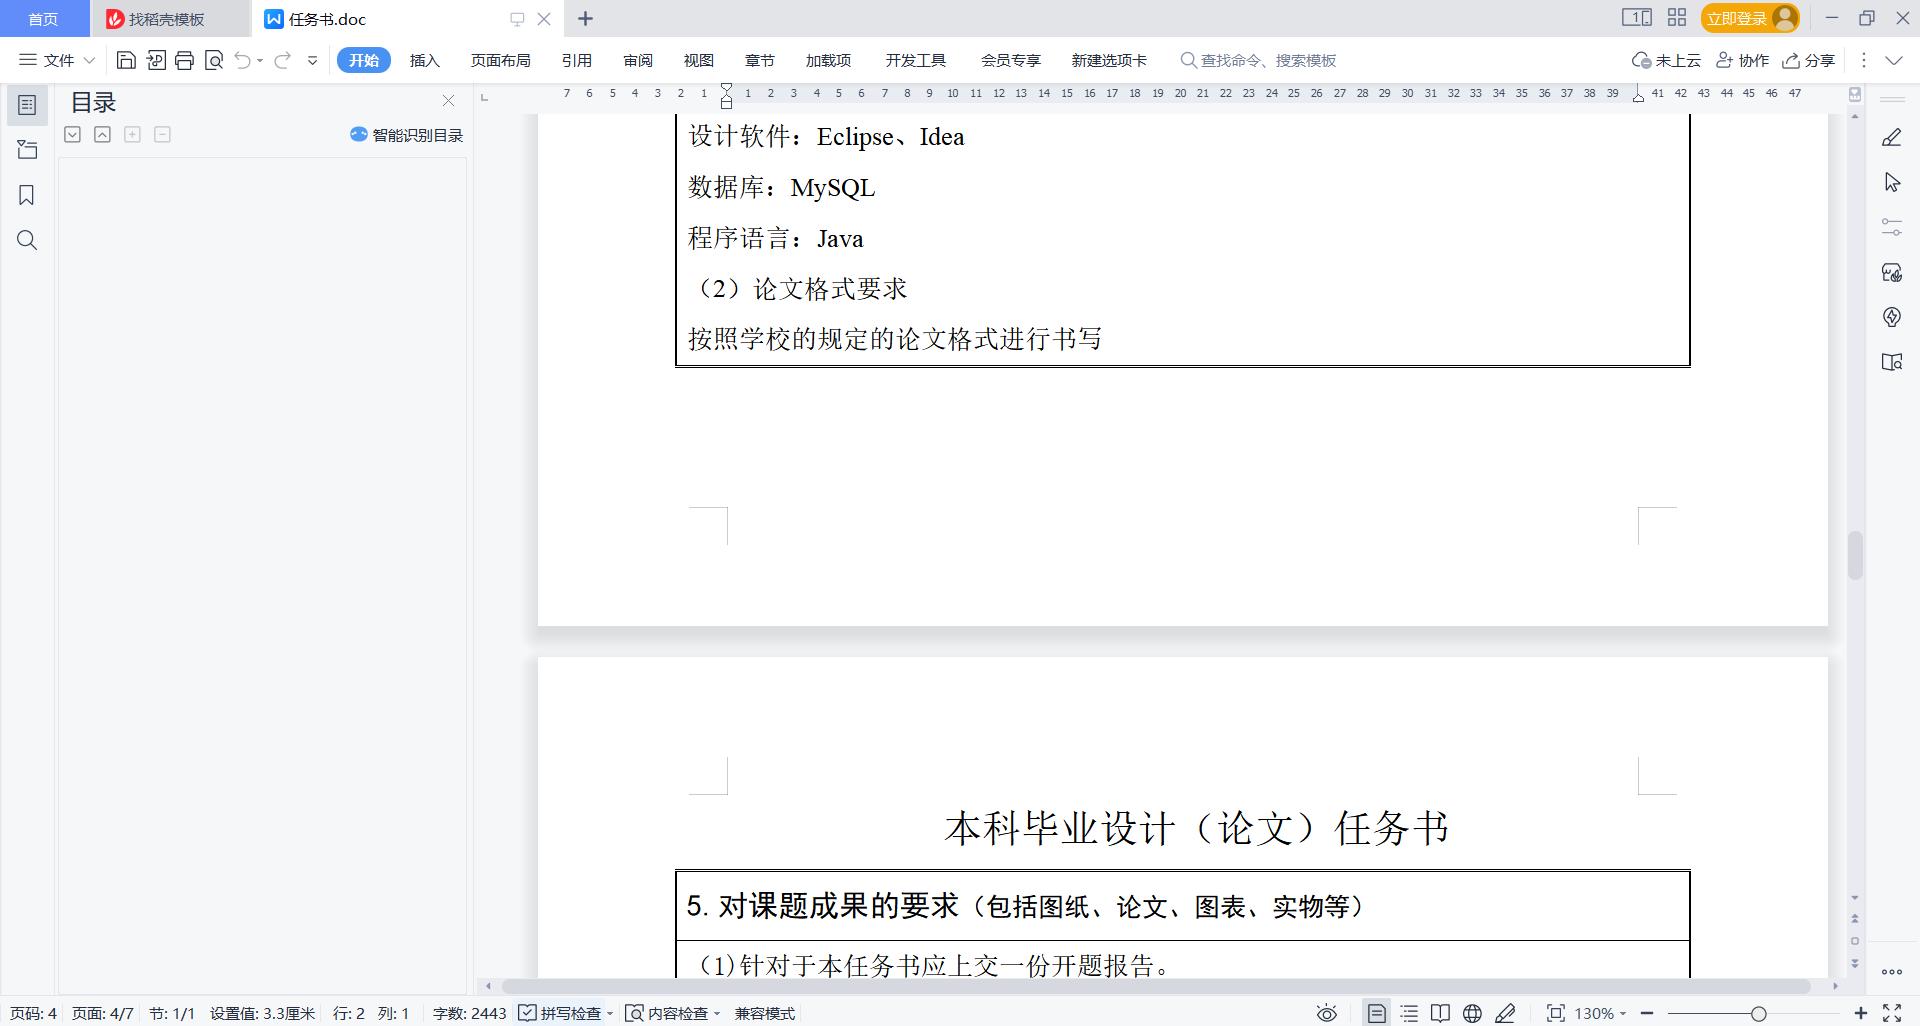 首页 找稻壳模板 任务书.doc 1 立即登录
文件 开始 插入 页面布局 引用 审阅 视图 章节 加载项 开发工具 会员专享 新建选项卡 查找命令、搜索模板 未上云 协作 分享
目录
智能识别目录
7 6 5 4 3 2 1 1 2 3 4 5 6 7 8 9 10 11 12 13 14 15 16 17 18 19 20 21 22 23 24 25 26 27 28 29 30 31 32 33 34 35 36 37 38 39 41 42 43 44 45 46 47
设计软件：Eclipse、Idea
数据库：MySQL
程序语言：Java
（2）论文格式要求
按照学校的规定的论文格式进行书写
本科毕业设计（论文）任务书
5.对课题成果的要求（包括图纸、论文、图表、实物等）
（1)针对于本任务书应上交一份开题报告。
页码: 4 页面: 4/7 节: 1/1 设置值: 3.3厘米 行: 2 列: 1 字数: 2443 拼写检查 内容检查 兼容模式 130%